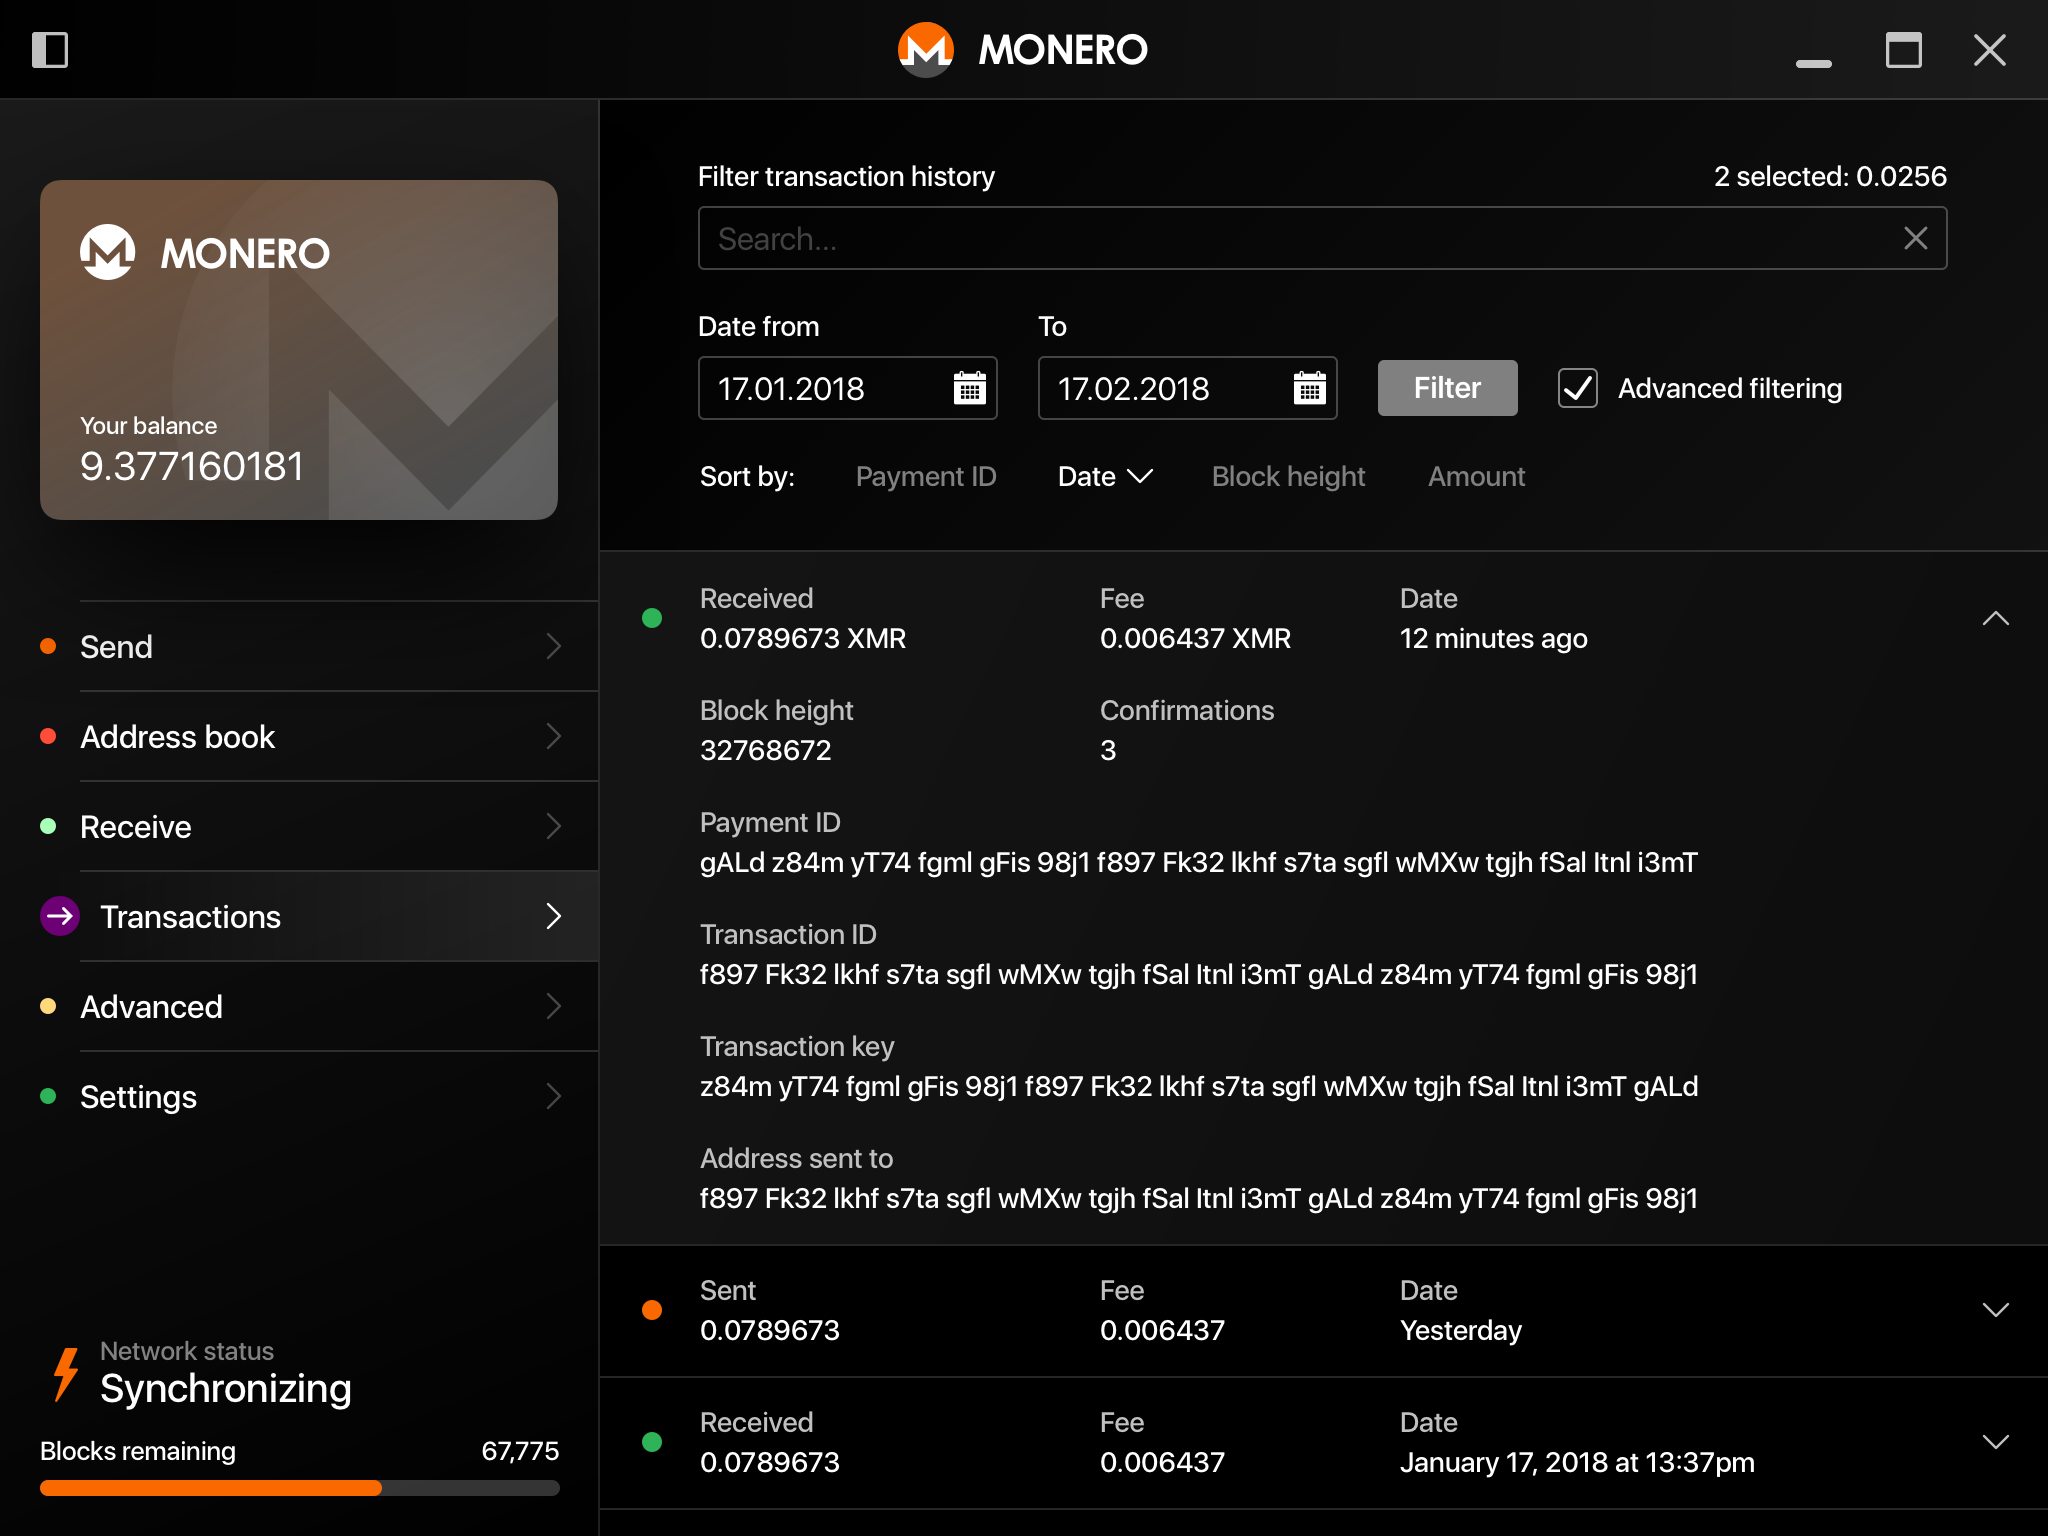 MONERO
MONERO
Your balance
9.377160181
Send
Address book
Receive
Transactions
Advanced
Settings
Network status
Synchronizing
Blocks remaining 67,775
Filter transaction history 2 selected: 0.0256
Search...
Date from To
17.01.2018 17.02.2018 Filter Advanced filtering
Sort by: Payment ID Date Block height Amount
Received Fee Date
0.0789673 XMR 0.006437 XMR 12 minutes ago
Block height Confirmations
32768672 3
Payment ID
gALd z84m yT74 fgml gFis 98j1 f897 Fk32 lkhf s7ta sgfl wMXw tgjh fSal ltnl i3mT
Transaction ID
f897 Fk32 lkhf s7ta sgfl wMXw tgjh fSal ltnl i3mT gALd z84m yT74 fgml gFis 98j1
Transaction key
z84m yT74 fgml gFis 98j1 f897 Fk32 lkhf s7ta sgfl wMXw tgjh fSal ltnl i3mT gALd
Address sent to
f897 Fk32 lkhf s7ta sgfl wMXw tgjh fSal ltnl i3mT gALd z84m yT74 fgml gFis 98j1
Sent Fee Date
0.0789673 0.006437 Yesterday
Received Fee Date
0.0789673 0.006437 January 17, 2018 at 13:37pm